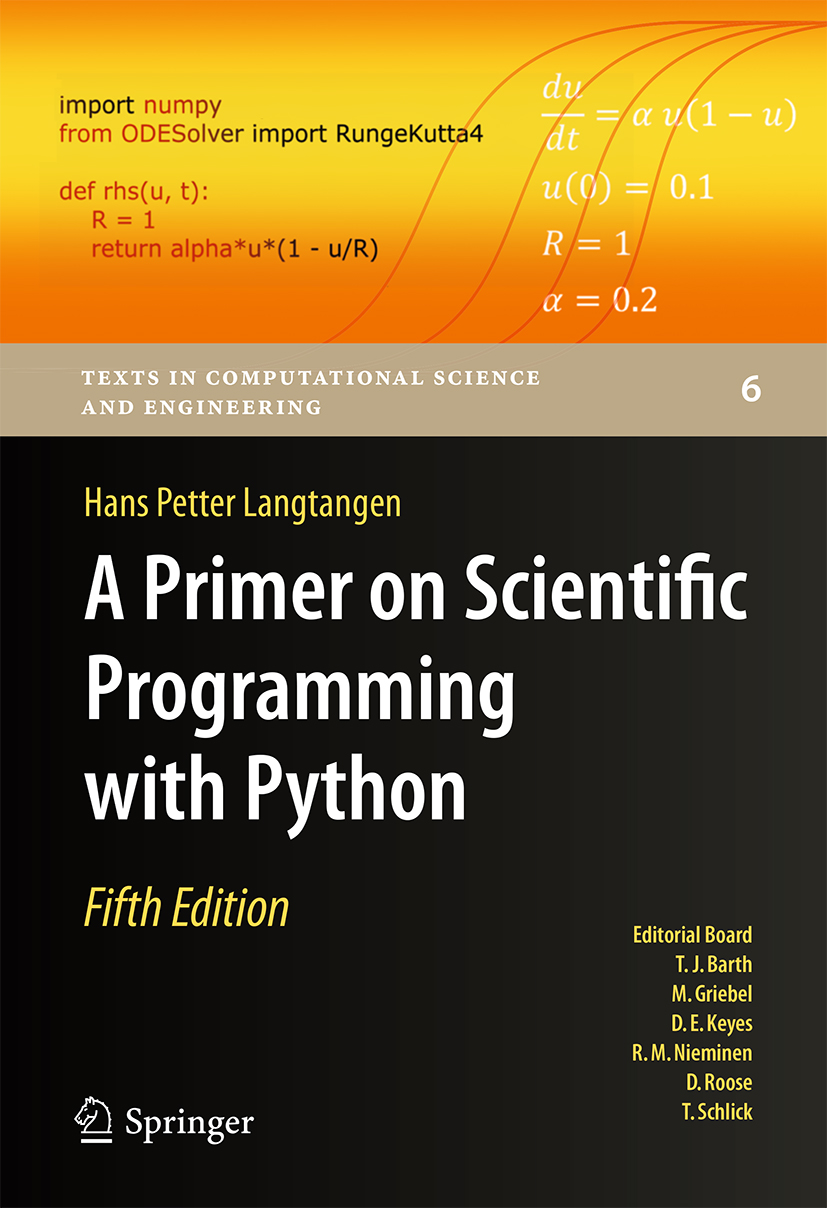 import numpy
from ODESolver import RungeKutta4
def rhs(u, t):
R = 1
return alpha*u*(1 - u/R)
du
dt
= α u(1 − u)
u(0) = 0.1
R = 1
α = 0.2
TEXTS IN COMPUTATIONAL SCIENCE
AND ENGINEERING
6
Hans Petter Langtangen
A Primer on Scientific
Programming
with Python
Fifth Edition
Editorial Board
T. J. Barth
M. Griebel
D. E. Keyes
R. M. Nieminen
D. Roose
T. Schlick
Springer